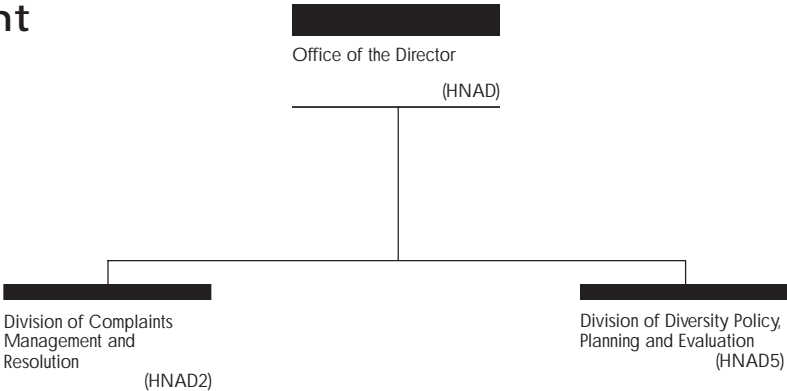 nt
Office of the Director
(HNAD)
Division of Complaints
Management and
Resolution
(HNAD2)
Division of Diversity Policy,
Planning and Evaluation
(HNAD5)